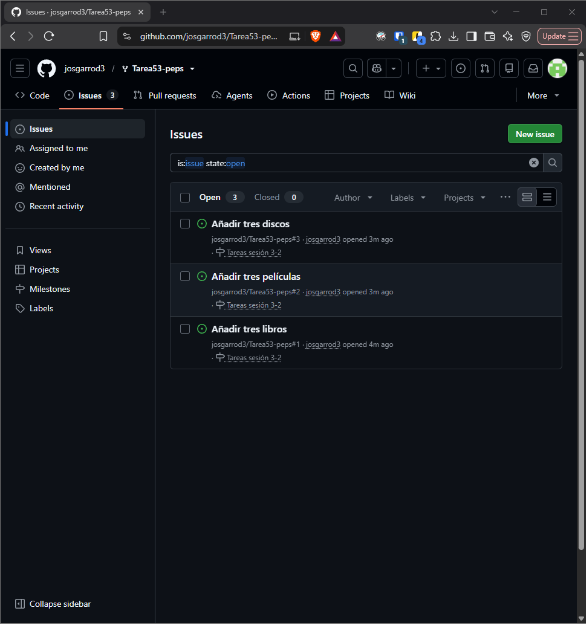 Issues · josgarrod3/Tarea53-peps
github.com/josgarrod3/Tarea53-pe...
1
4
Update
josgarrod3 / Tarea53-peps
Code Issues 3 Pull requests Agents Actions Projects Wiki More
Issues
Assigned to me
Created by me
Mentioned
Recent activity
Views
Projects
Milestones
Labels
Collapse sidebar
Issues
New issue
is:issue state:open
Open 3 Closed 0 Author Labels Projects
Añadir tres discos
josgarrod3/Tarea53-peps#3 · josgarrod3 opened 3m ago
· Tareas sesión 3-2
Añadir tres películas
josgarrod3/Tarea53-peps#2 · josgarrod3 opened 3m ago
· Tareas sesión 3-2
Añadir tres libros
josgarrod3/Tarea53-peps#1 · josgarrod3 opened 4m ago
· Tareas sesión 3-2